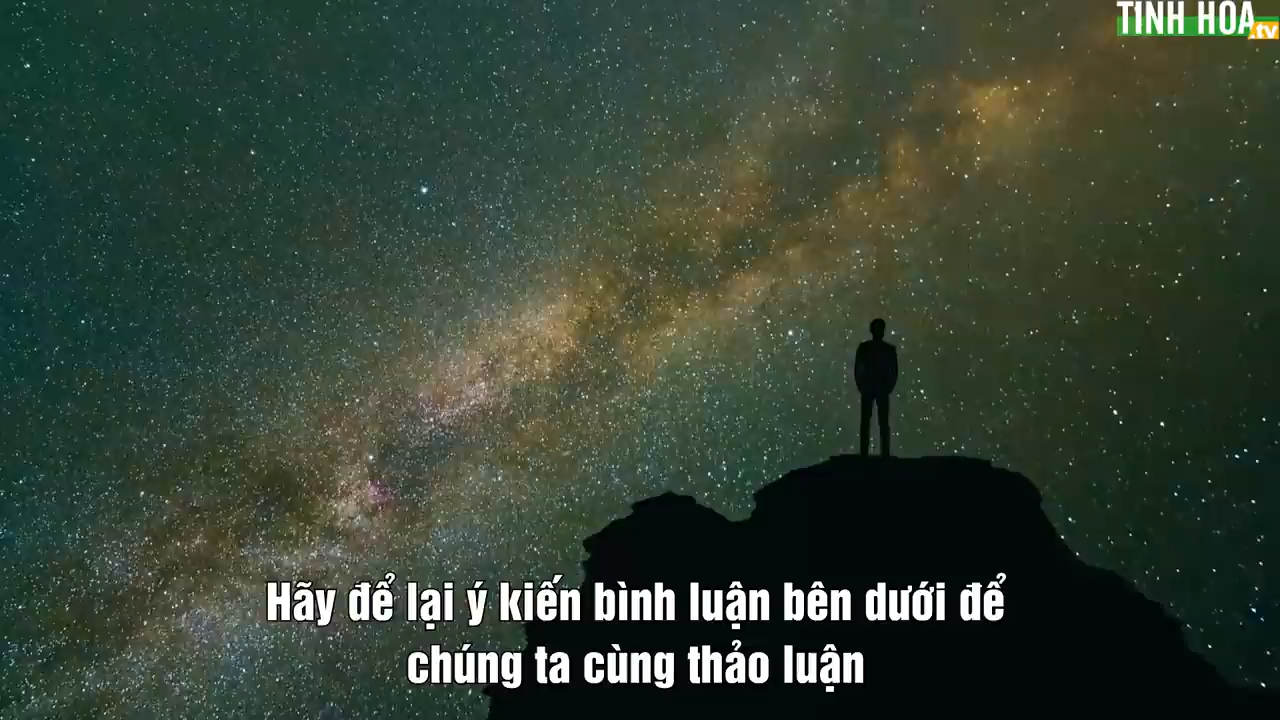 TINH HOA
.tv
Hãy để lại ý kiến bình luận bên dưới để
chúng ta cùng thảo luận